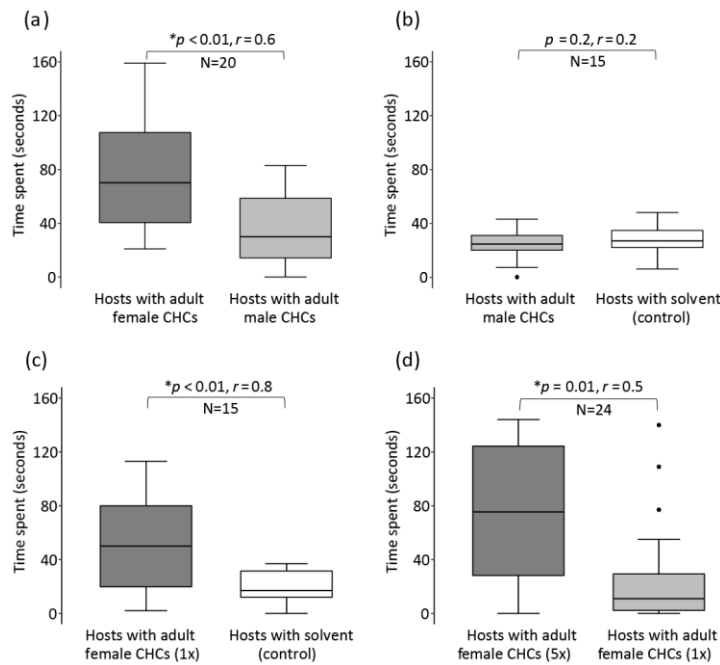 (a)
*p < 0.01, r = 0.6
N=20
Time spent (seconds)
160
120
80
40
0
Hosts with adult
female CHCs
Hosts with adult
male CHCs
(b)
p = 0.2, r = 0.2
N=15
Time spent (seconds)
160
120
80
40
0
Hosts with adult
male CHCs
Hosts with solvent
(control)
(c)
*p < 0.01, r = 0.8
N=15
Time spent (seconds)
160
120
80
40
0
Hosts with adult
female CHCs (1x)
Hosts with solvent
(control)
(d)
*p = 0.01, r = 0.5
N=24
Time spent (seconds)
160
120
80
40
0
Hosts with adult
female CHCs (5x)
Hosts with adult
female CHCs (1x)